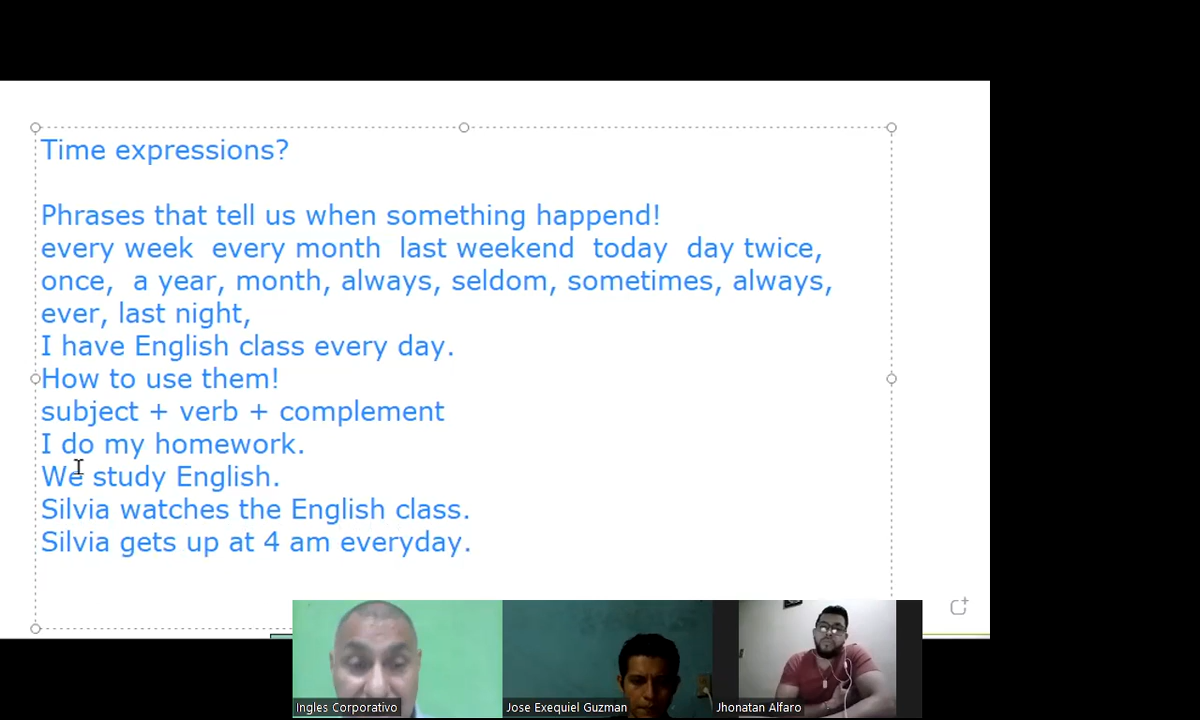 Time expressions?
Phrases that tell us when something happend!
every week every month last weekend today day twice,
once, a year, month, always, seldom, sometimes, always,
ever, last night,
I have English class every day.
How to use them!
subject + verb + complement
I do my homework.
We study English.
Silvia watches the English class.
Silvia gets up at 4 am everyday.
Ingles Corporativo
Jose Exequiel Guzman
Jhonatan Alfaro